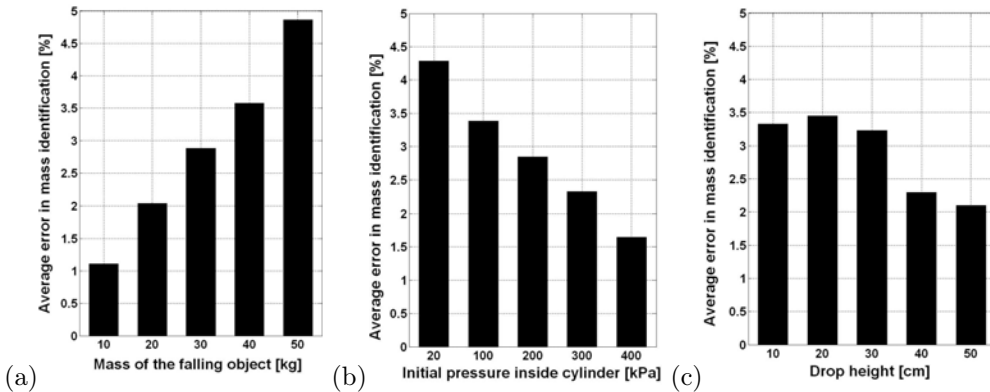 Average error in mass identification [%]
5
4.5
4
3.5
3
2.5
2
1.5
1
0.5
0
10 20 30 40 50
Mass of the falling object [kg]
(a)
Average error in mass identification [%]
5
4.5
4
3.5
3
2.5
2
1.5
1
0.5
0
20 100 200 300 400
Initial pressure inside cylinder [kPa]
(b)
Average error in mass identification [%]
5
4.5
4
3.5
3
2.5
2
1.5
1
0.5
0
10 20 30 40 50
Drop height [cm]
(c)